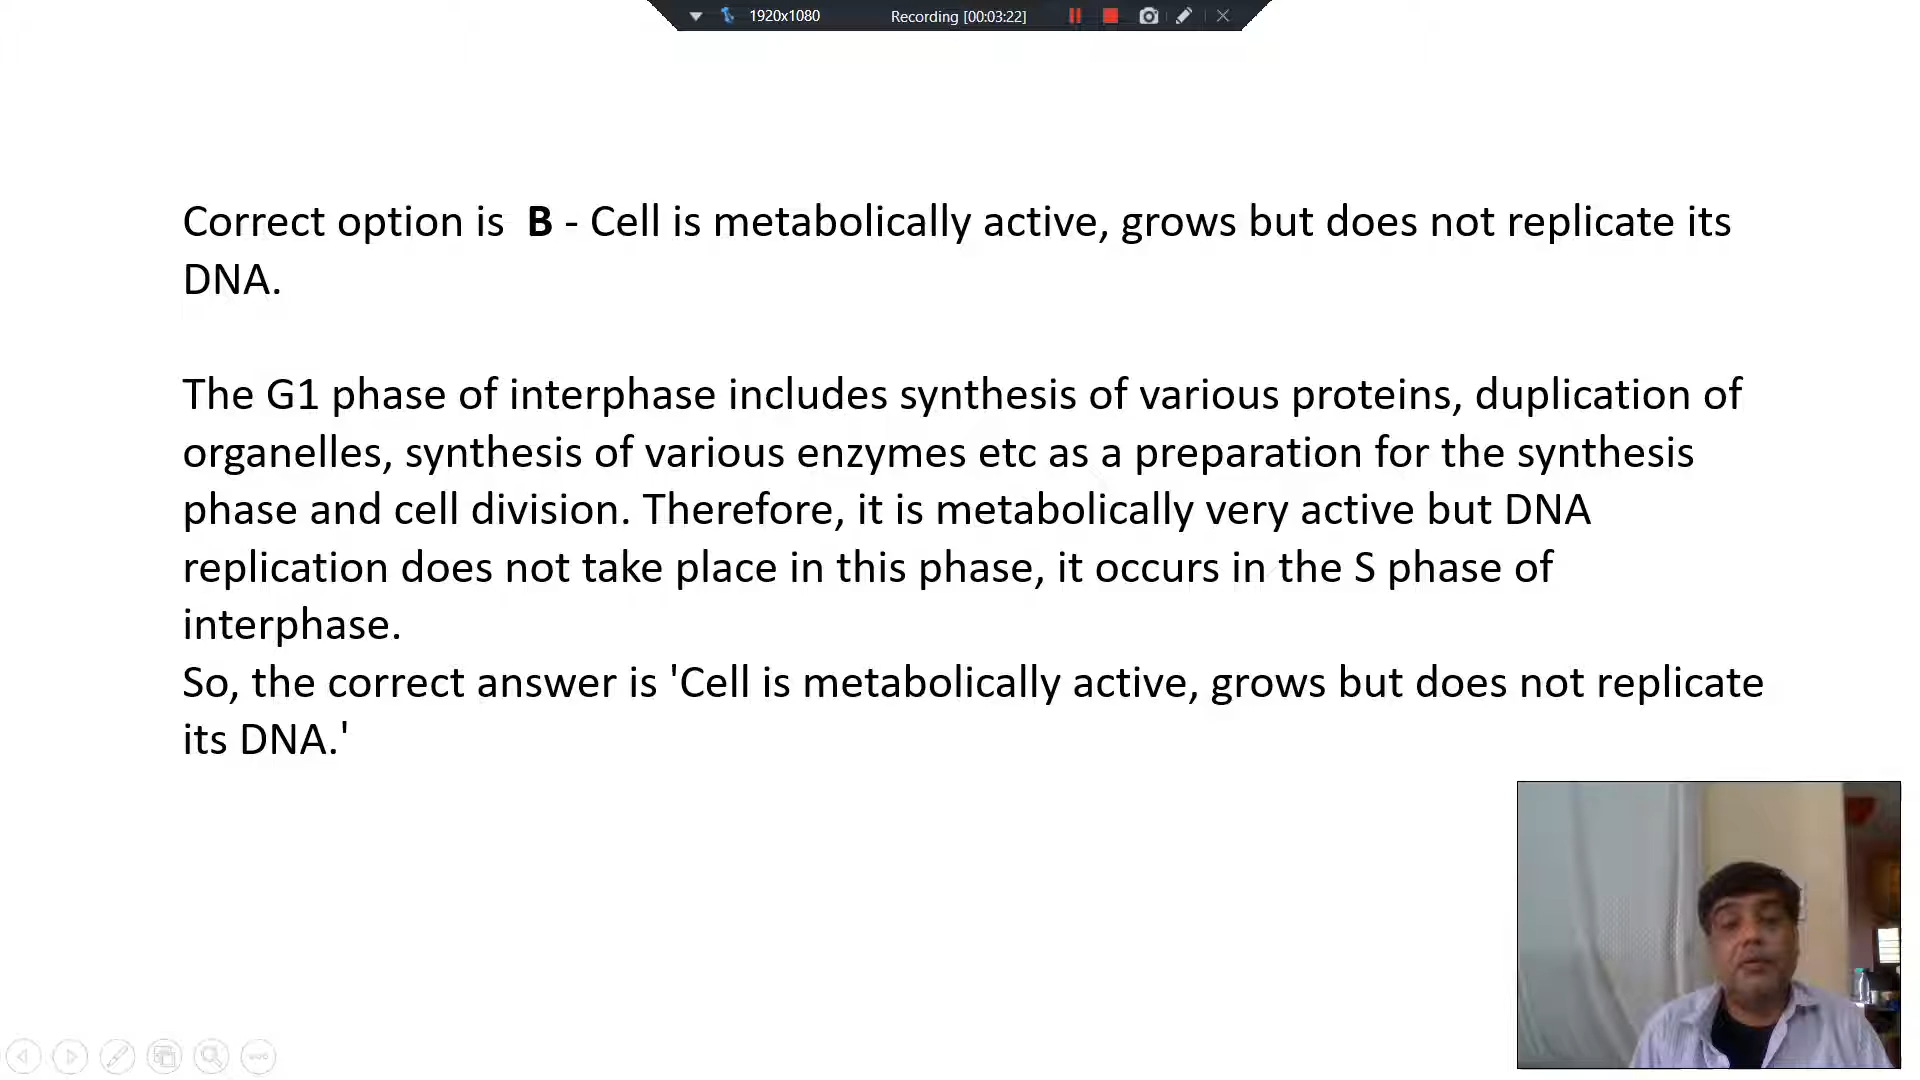 1920x1080 Recording [00:03:22]
Correct option is B - Cell is metabolically active, grows but does not replicate its
DNA.
The G1 phase of interphase includes synthesis of various proteins, duplication of
organelles, synthesis of various enzymes etc as a preparation for the synthesis
phase and cell division. Therefore, it is metabolically very active but DNA
replication does not take place in this phase, it occurs in the S phase of
interphase.
So, the correct answer is 'Cell is metabolically active, grows but does not replicate
its DNA.'